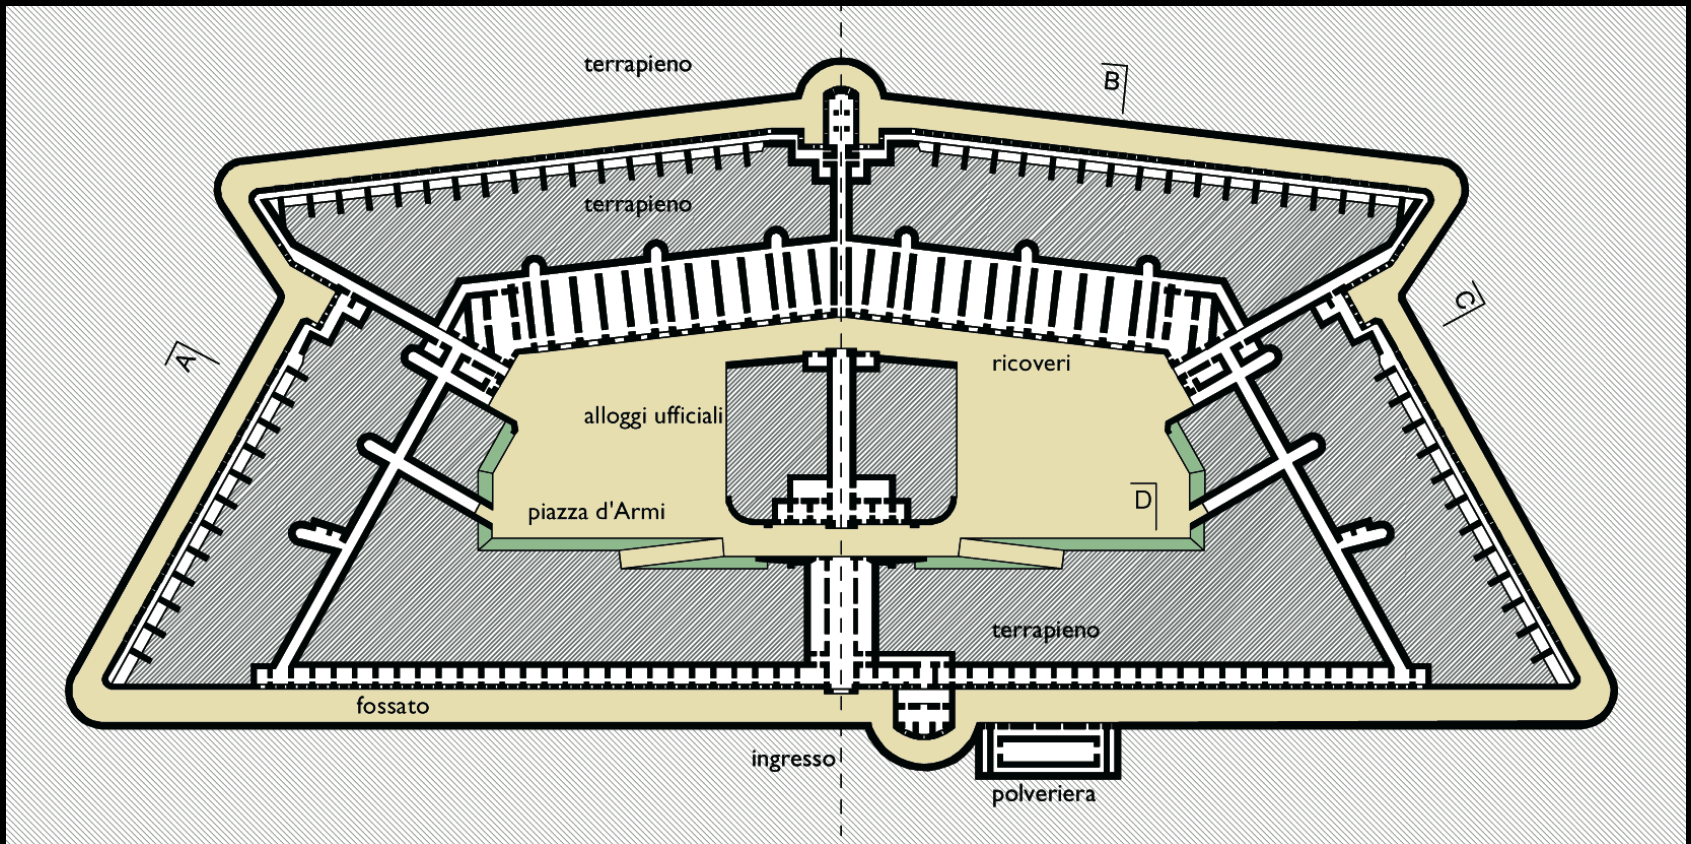 terrapieno
B
terrapieno
C
A
ricoveri
alloggi ufficiali
D
piazza d'Armi
terrapieno
fossato
ingresso
polveriera